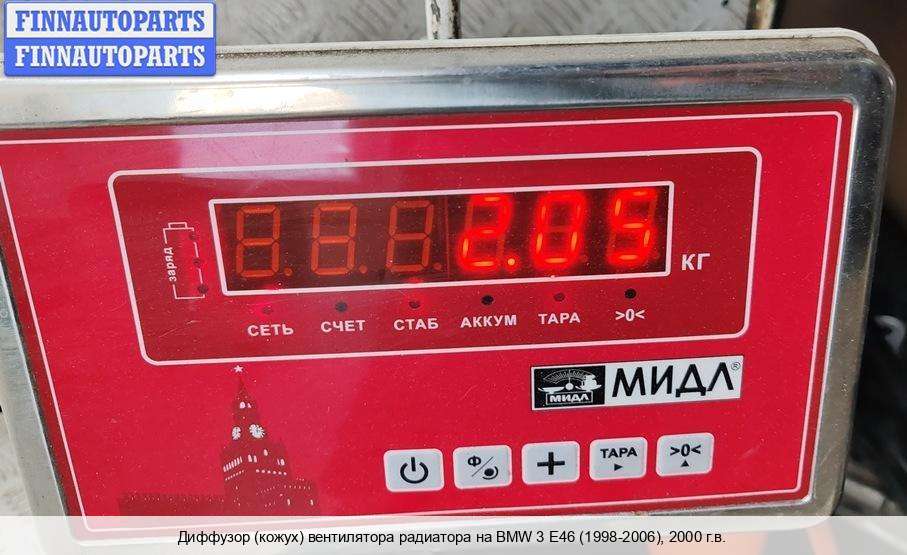 FINNAUTOPARTS
FINNAUTOPARTS
заряд
2.05
КГ
СЕТЬ СЧЕТ СТАБ АККУМ ТАРА >0<
МИДЛ
МИДЛ®
Ф ТАРА >0<
Диффузор (кожух) вентилятора радиатора на BMW 3 E46 (1998-2006), 2000 г.в.